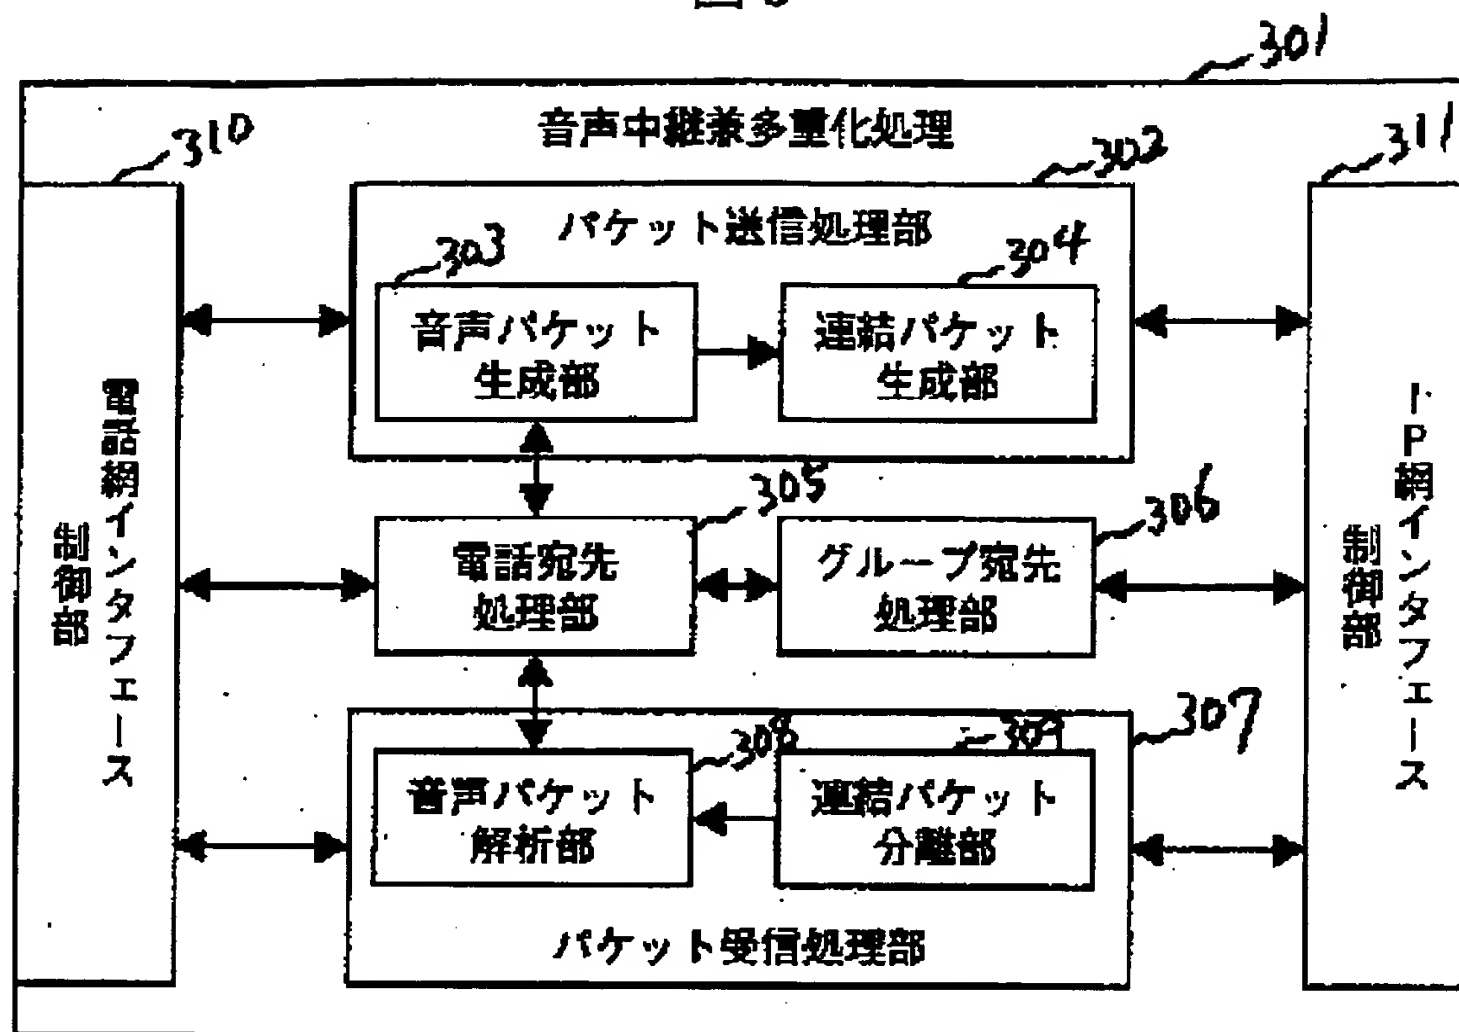 301
音声中継兼多重化処理
310
302
311
パケット送信処理部
303
304
音声パケット
生成部
連結パケット
生成部
電話網インタフェース
制御部
IP網インタフェース
制御部
305
306
電話宛先
処理部
グループ宛先
処理部
307
308
309
音声パケット
解析部
連結パケット
分離部
パケット受信処理部